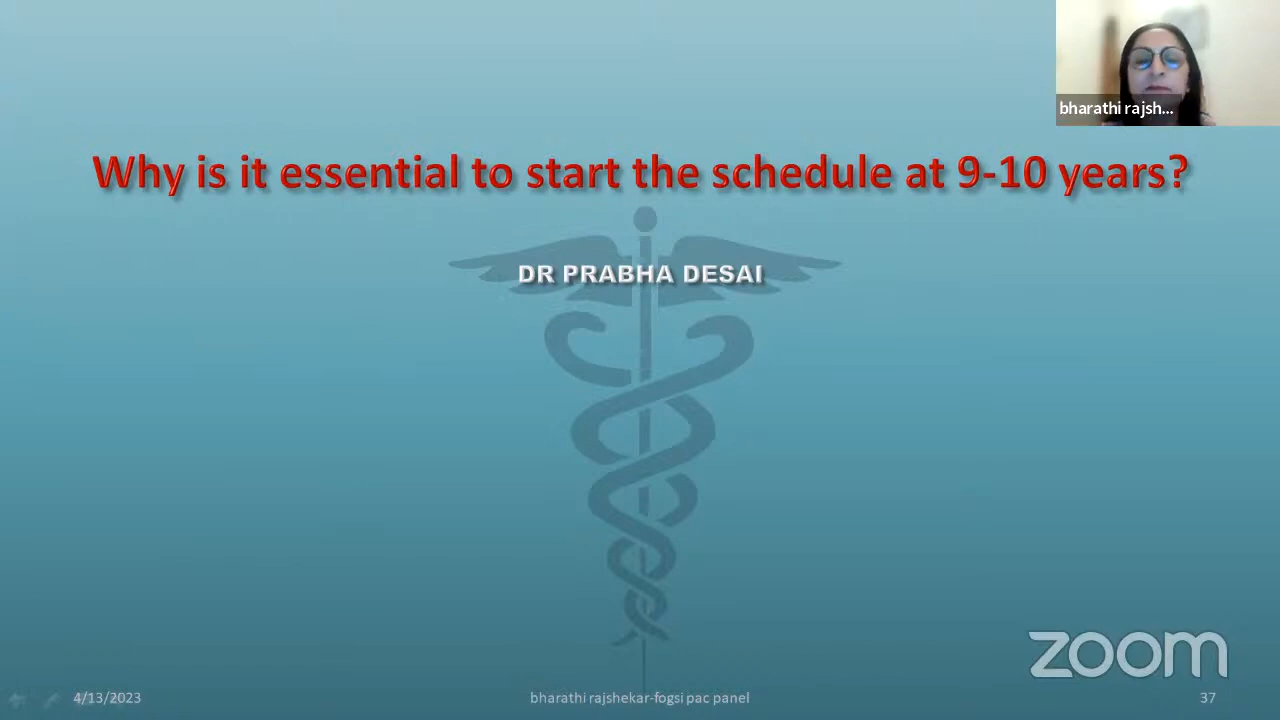 bharathi rajsh...
Why is it essential to start the schedule at 9-10 years?
DR PRABHA DESAI
zoom
4/13/2023
bharathi rajshekar-fogsi pac panel
37